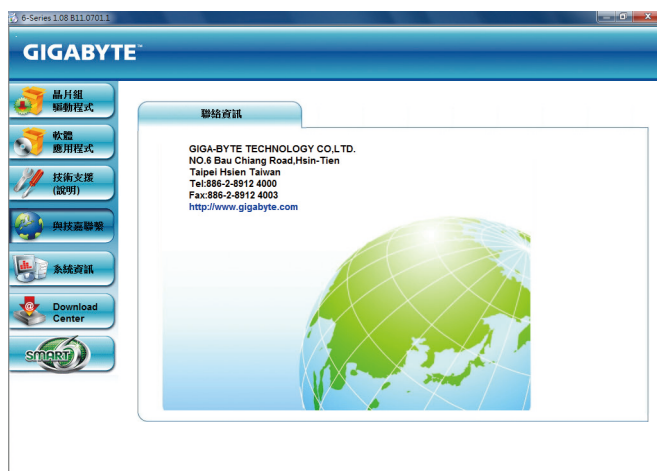 6-Series 1.08 B11.0701.1
GIGABYTE™
晶片組
驅動程式
軟體
應用程式
技術支援
(說明)
與技嘉聯繫
系統資訊
Download
Center
SMART 6
聯絡資訊
GIGA-BYTE TECHNOLOGY CO,LTD.
NO.6 Bau Chiang Road,Hsin-Tien
Taipei Hsien Taiwan
Tel:886-2-8912 4000
Fax:886-2-8912 4003
http://www.gigabyte.com